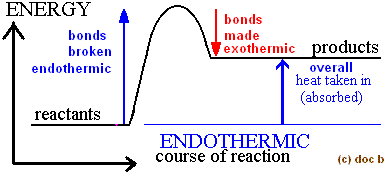 ENERGY
bonds
broken
endothermic
bonds
made
exothermic
products
overall
heat taken in
(absorbed)
reactants
ENDOTHERMIC
course of reaction
(c) doc b